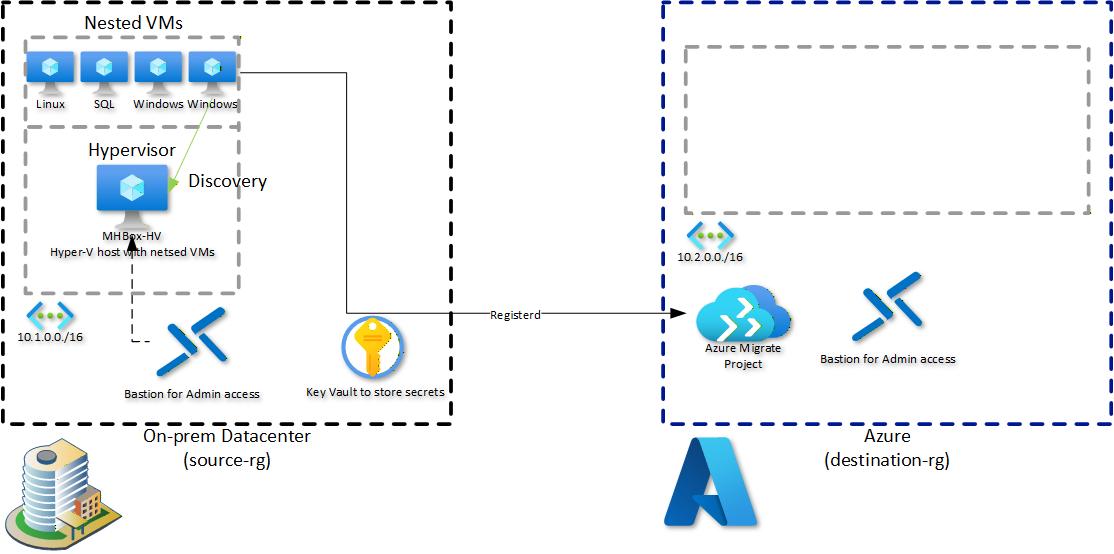 Nested VMs
Linux
SQL
Windows
Windows
Hypervisor
Discovery
MHBox-HV
Hyper-V host with netsed VMs
10.1.0.0./16
Bastion for Admin access
Key Vault to store secrets
On-prem Datacenter
(source-rg)
Registerd
10.2.0.0./16
Azure Migrate
Project
Bastion for Admin access
Azure
(destination-rg)